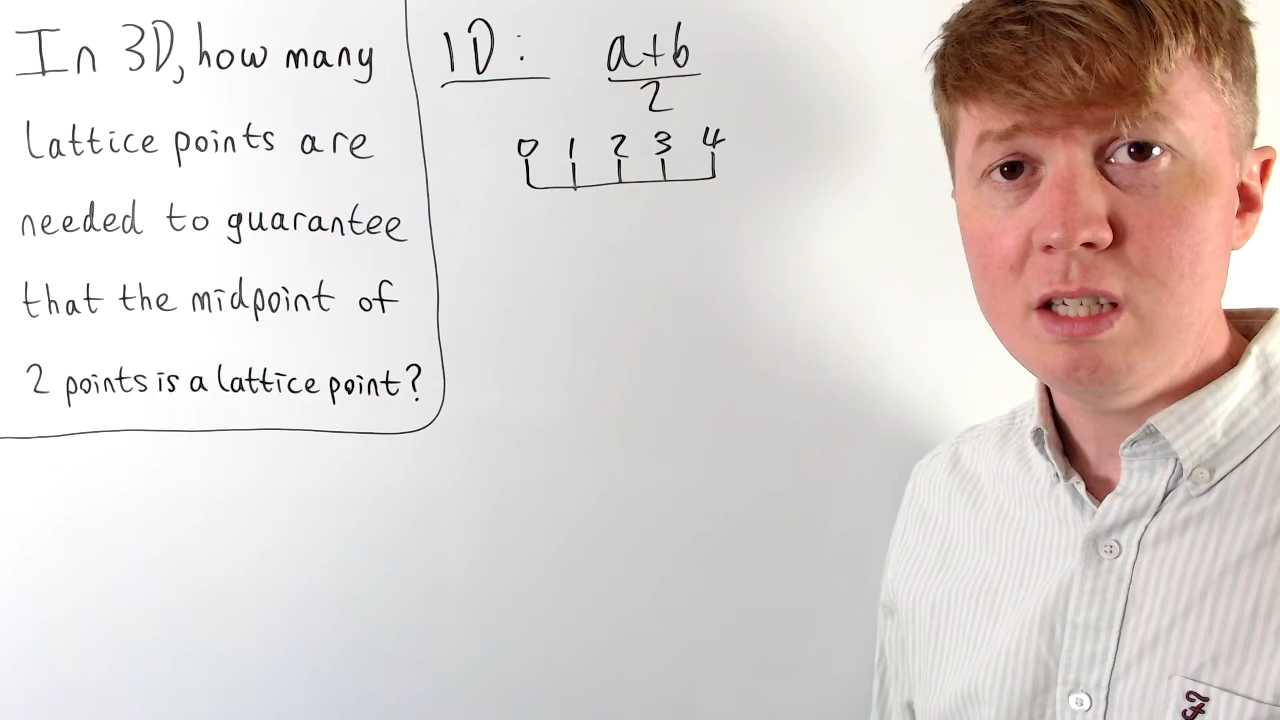 In 3D, how many
lattice points are
needed to guarantee
that the midpoint of
2 points is a lattice point?
1D:
a+b
2
0 1 2 3 4